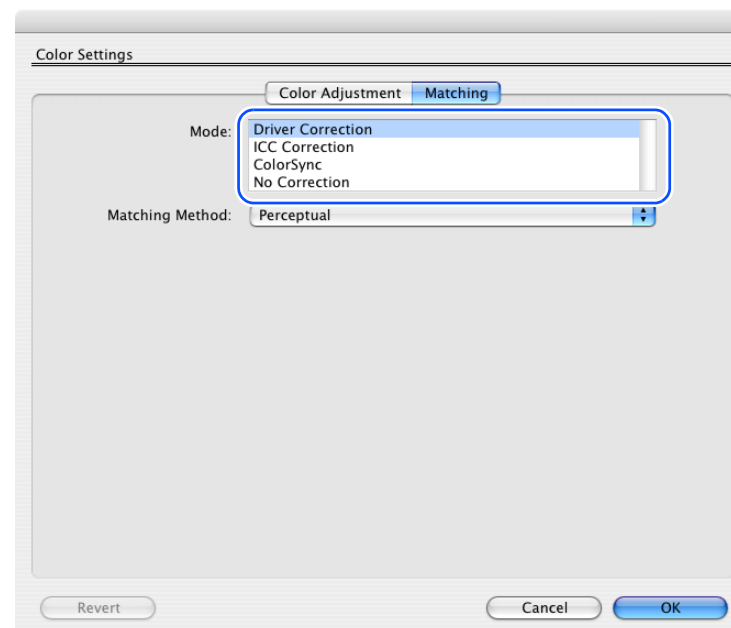 Color Settings
Color Adjustment Matching
Mode: Driver Correction
ICC Correction
ColorSync
No Correction
Matching Method: Perceptual
Revert Cancel OK